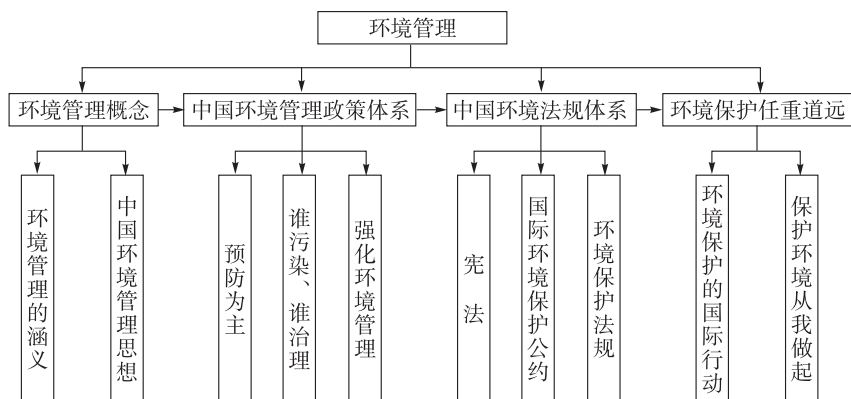 环境管理
环境管理概念
中国环境管理政策体系
中国环境法规体系
环境保护任重道远
环境管理的涵义
中国环境管理思想
预防为主
谁污染、谁治理
强化环境管理
宪法
国际环境保护公约
环境保护法规
环境保护的国际行动
保护环境从我做起